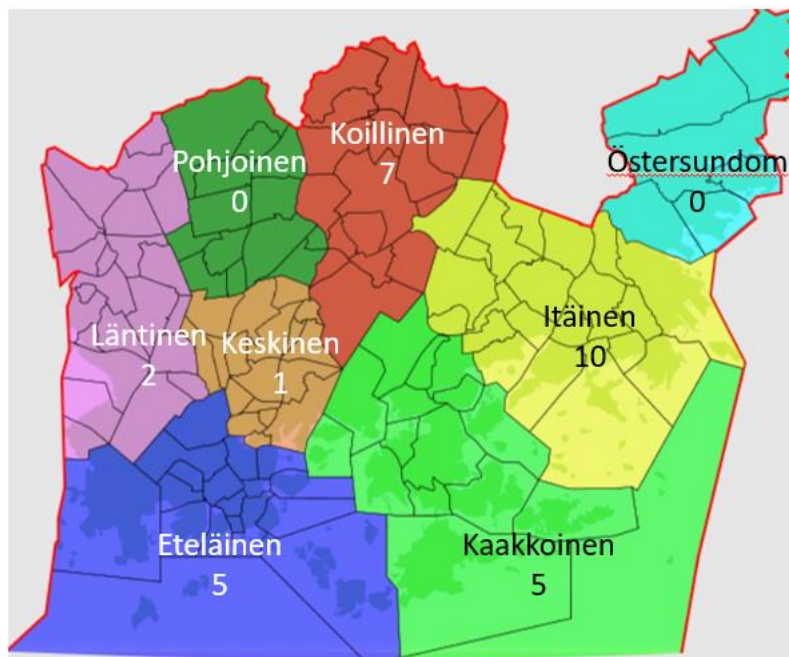 Koillinen
7
Pohjoinen
0
Östersundom
0
Läntinen
2
Keskinen
1
Itäinen
10
Eteläinen
5
Kaakkoinen
5